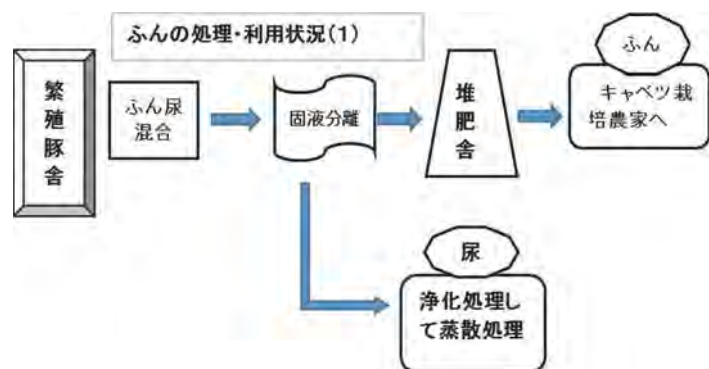 ふんの処理・利用状況(1)
繁殖豚舎
ふん尿
混合
固液分離
堆肥舎
ふん
キャベツ栽
培農家へ
尿
浄化処理し
て蒸散処理